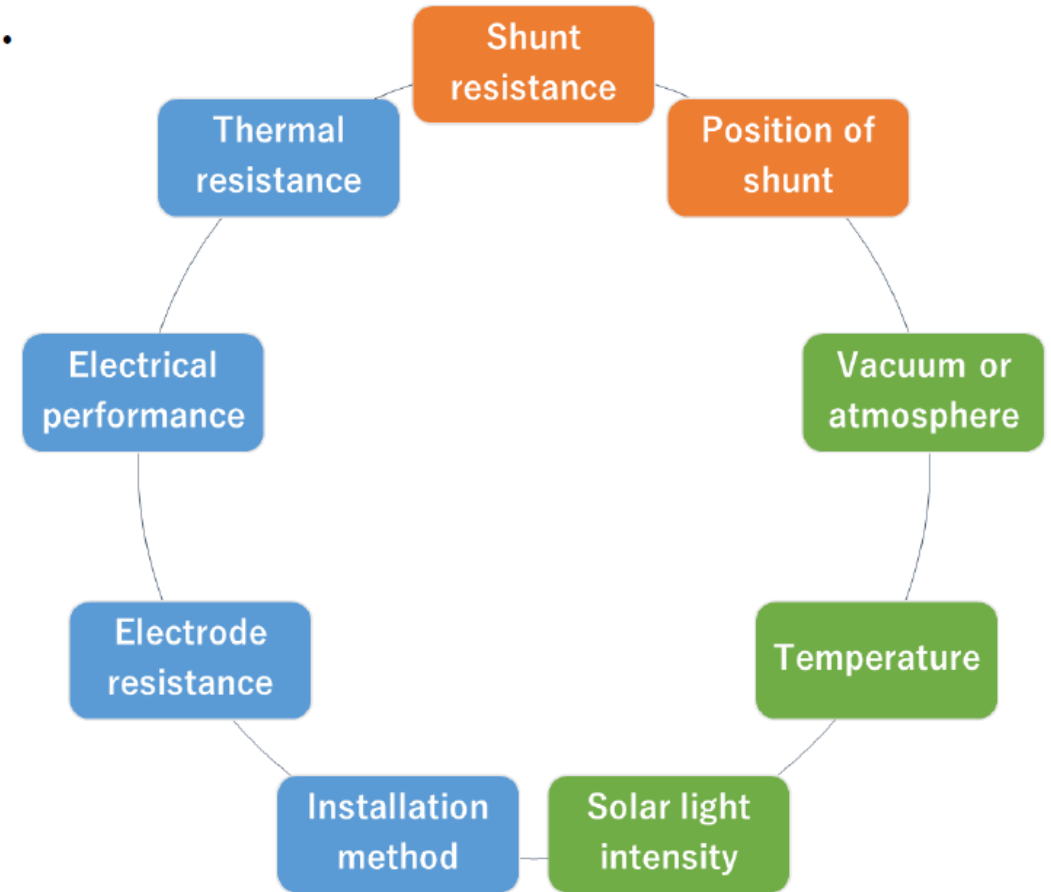 Shunt
resistance
Position of
shunt
Vacuum or
atmosphere
Temperature
Solar light
intensity
Installation
method
Electrode
resistance
Electrical
performance
Thermal
resistance